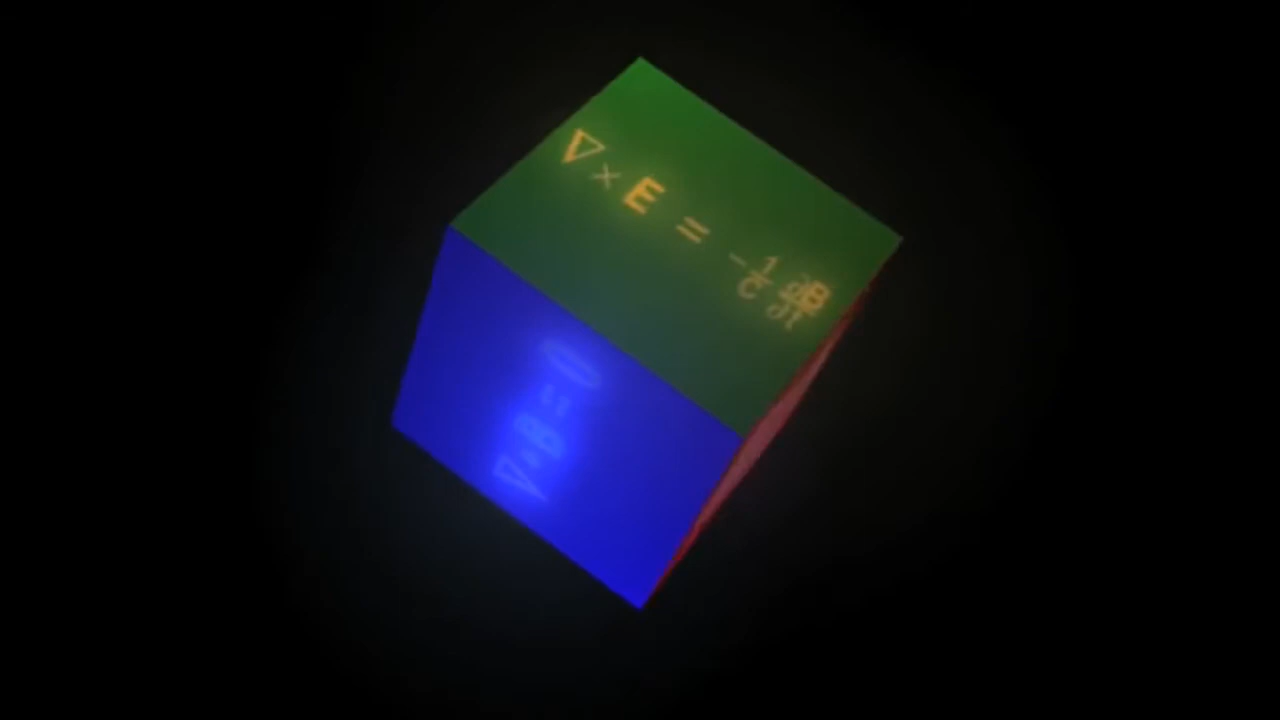 ∇ × E = -1/C ∂B/∂t
∇ • B = 0